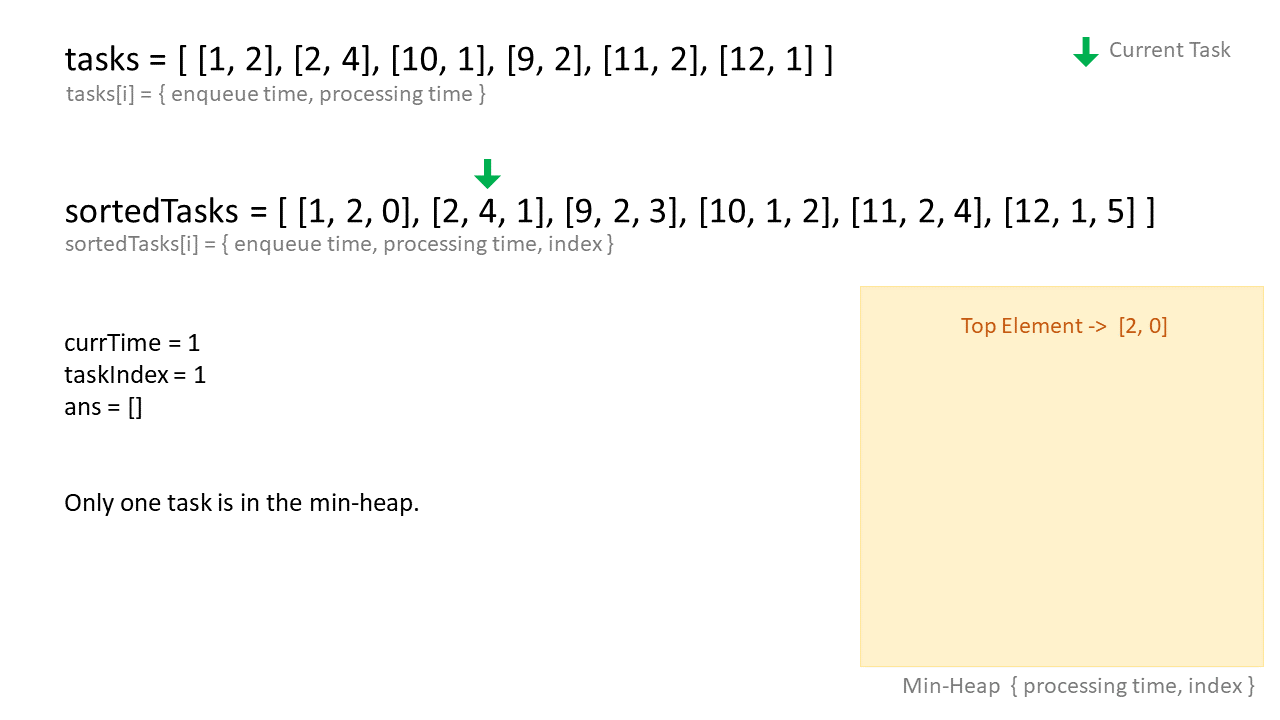 tasks = [ [1, 2], [2, 4], [10, 1], [9, 2], [11, 2], [12, 1] ]
tasks[i] = { enqueue time, processing time }
Current Task
sortedTasks = [ [1, 2, 0], [2, 4, 1], [9, 2, 3], [10, 1, 2], [11, 2, 4], [12, 1, 5] ]
sortedTasks[i] = { enqueue time, processing time, index }
currTime = 1
taskIndex = 1
ans = []
Only one task is in the min-heap.
Top Element -> [2, 0]
Min-Heap { processing time, index }